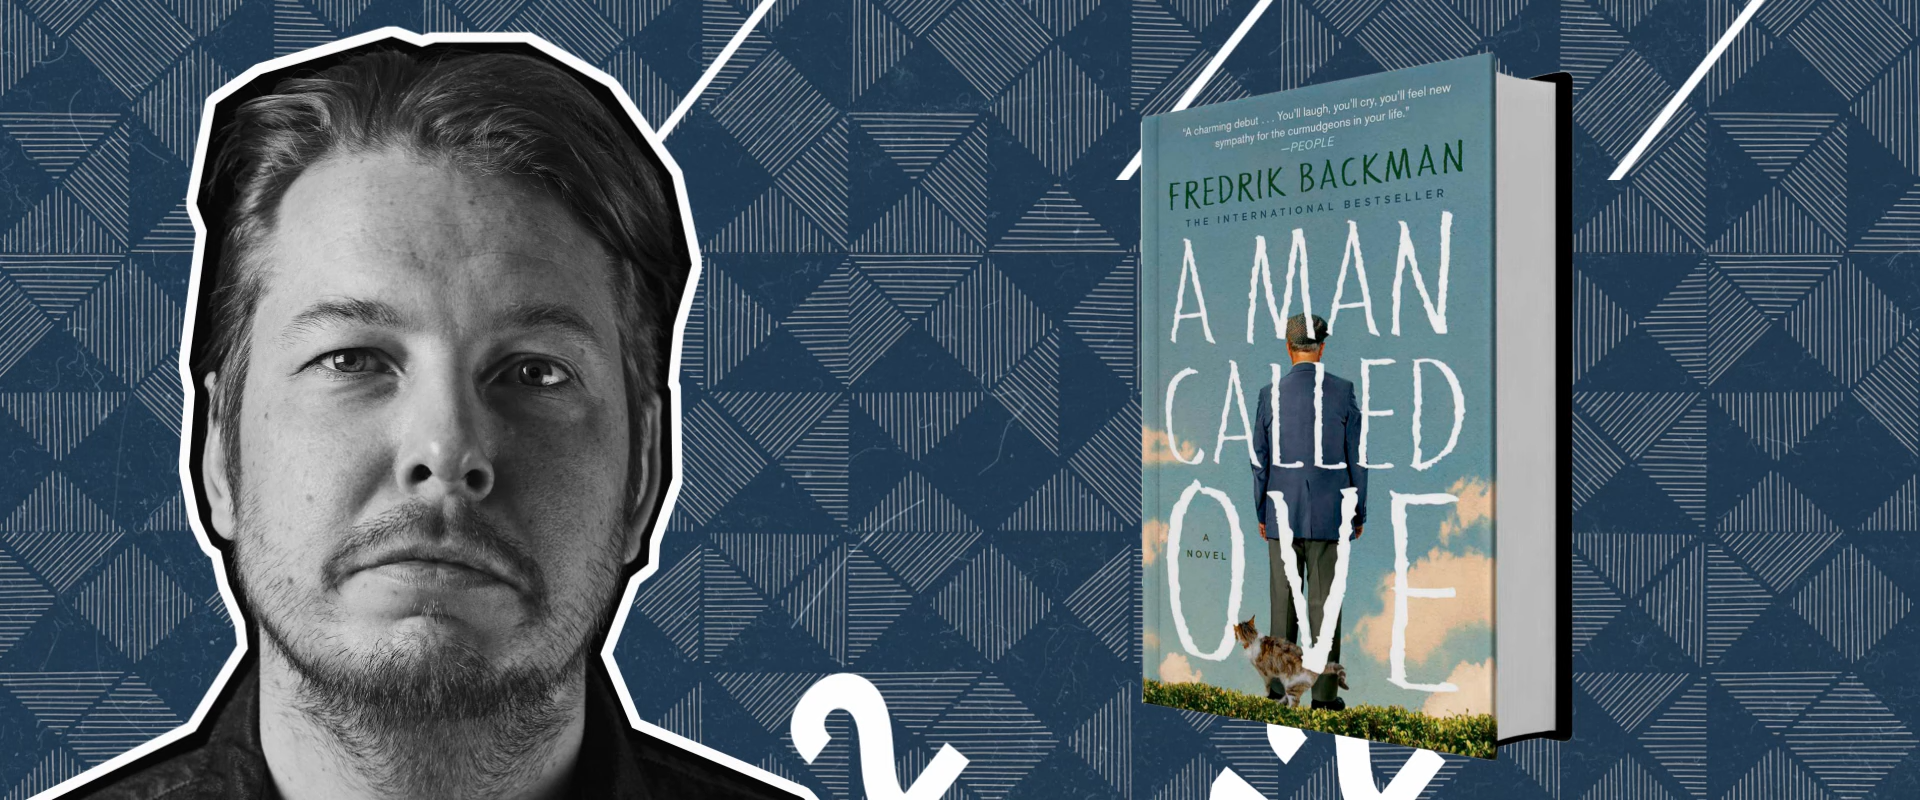 "A charming debut . . . You'll laugh, you'll cry, you'll feel new
sympathy for the curmudgeons in your life."
—PEOPLE
FREDRIK BACKMAN
THE INTERNATIONAL BESTSELLER
A MAN
CALLED
OVE
A
NOVEL